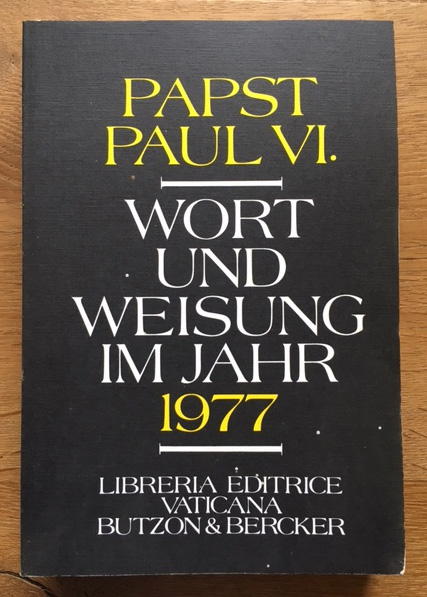 PAPST
PAUL VI.
WORT
UND
WEISUNG
IM JAHR
1977
LIBRERIA EDITRICE
VATICANA
BUTZON & BERCKER